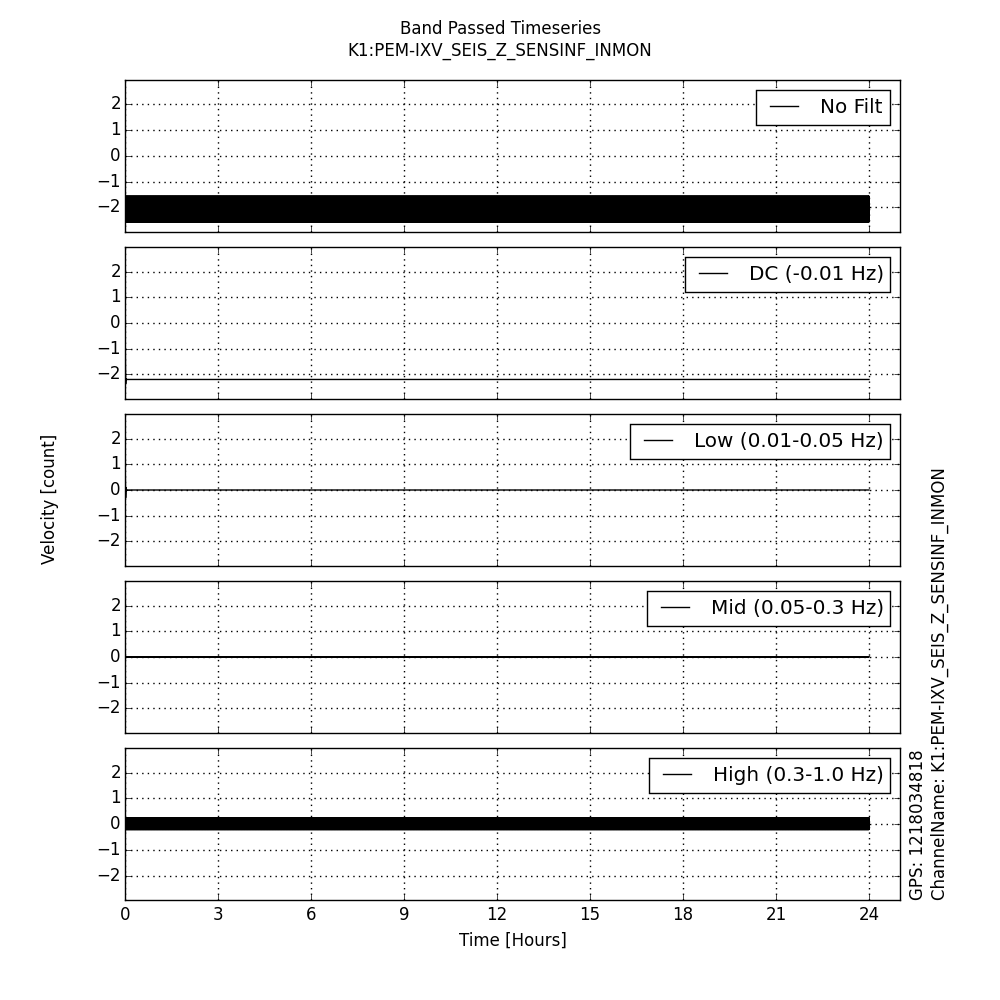 Band Passed Timeseries
K1:PEM-IXV_SEIS_Z_SENSINF_INMON
2
1
0
−1
−2
No Filt
2
1
0
−1
−2
DC (-0.01 Hz)
2
1
0
−1
−2
Low (0.01-0.05 Hz)
2
1
0
−1
−2
Mid (0.05-0.3 Hz)
2
1
0
−1
−2
High (0.3-1.0 Hz)
0 3 6 9 12 15 18 21 24
Time [Hours]
Velocity [count]
GPS: 1218034818
ChannelName: K1:PEM-IXV_SEIS_Z_SENSINF_INMON